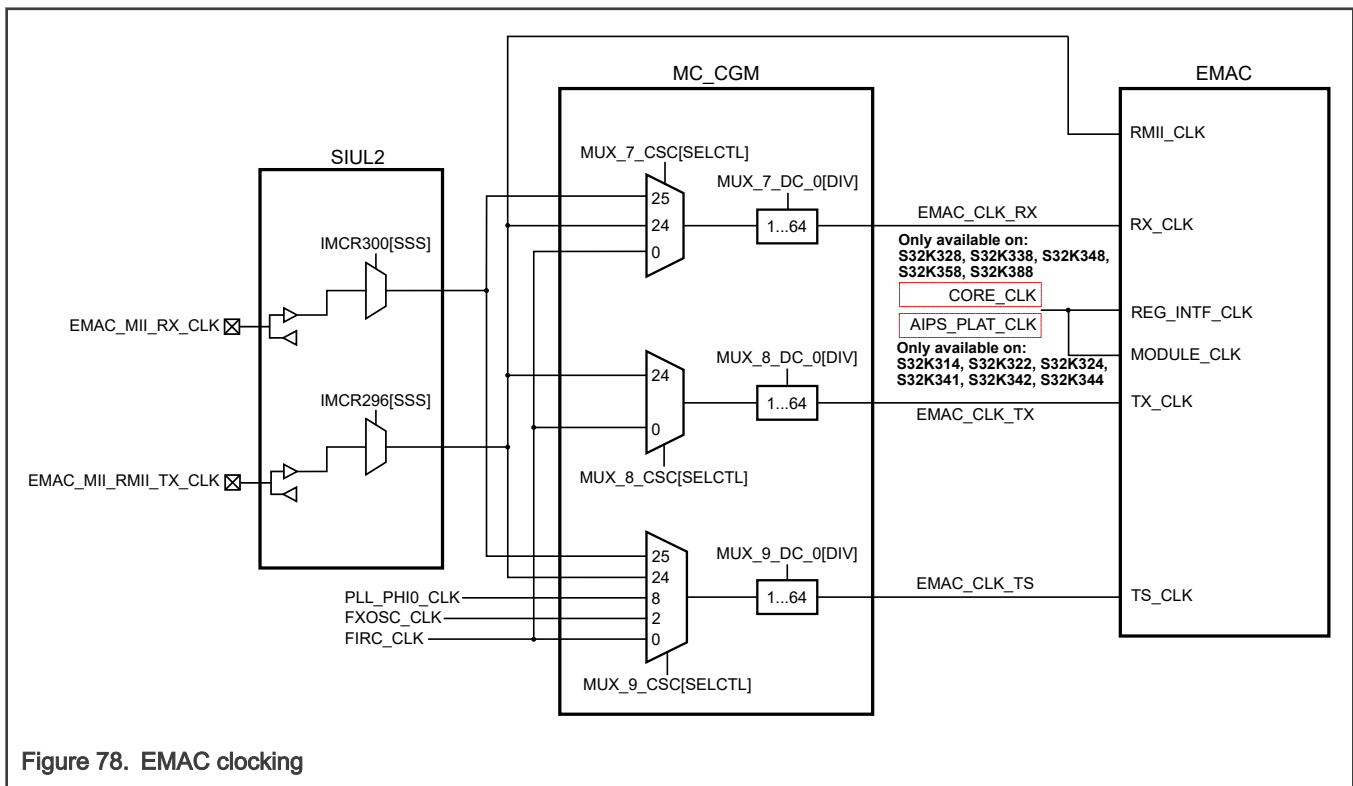 MC_CGM
EMAC
SIUL2
RMII_CLK
MUX_7_CSC[SELCTL]
MUX_7_DC_0[DIV]
25
24
0
1...64
EMAC_CLK_RX
RX_CLK
IMCR300[SSS]
Only available on:
S32K328, S32K338, S32K348,
S32K358, S32K388
CORE_CLK
REG_INTF_CLK
EMAC_MII_RX_CLK
AIPS_PLAT_CLK
Only available on:
S32K314, S32K322, S32K324,
S32K341, S32K342, S32K344
MODULE_CLK
MUX_8_DC_0[DIV]
24
0
1...64
EMAC_CLK_TX
TX_CLK
IMCR296[SSS]
MUX_8_CSC[SELCTL]
EMAC_MII_RMII_TX_CLK
MUX_9_DC_0[DIV]
25
24
8
2
0
1...64
EMAC_CLK_TS
TS_CLK
PLL_PHI0_CLK
FXOSC_CLK
FIRC_CLK
MUX_9_CSC[SELCTL]
Figure 78. EMAC clocking